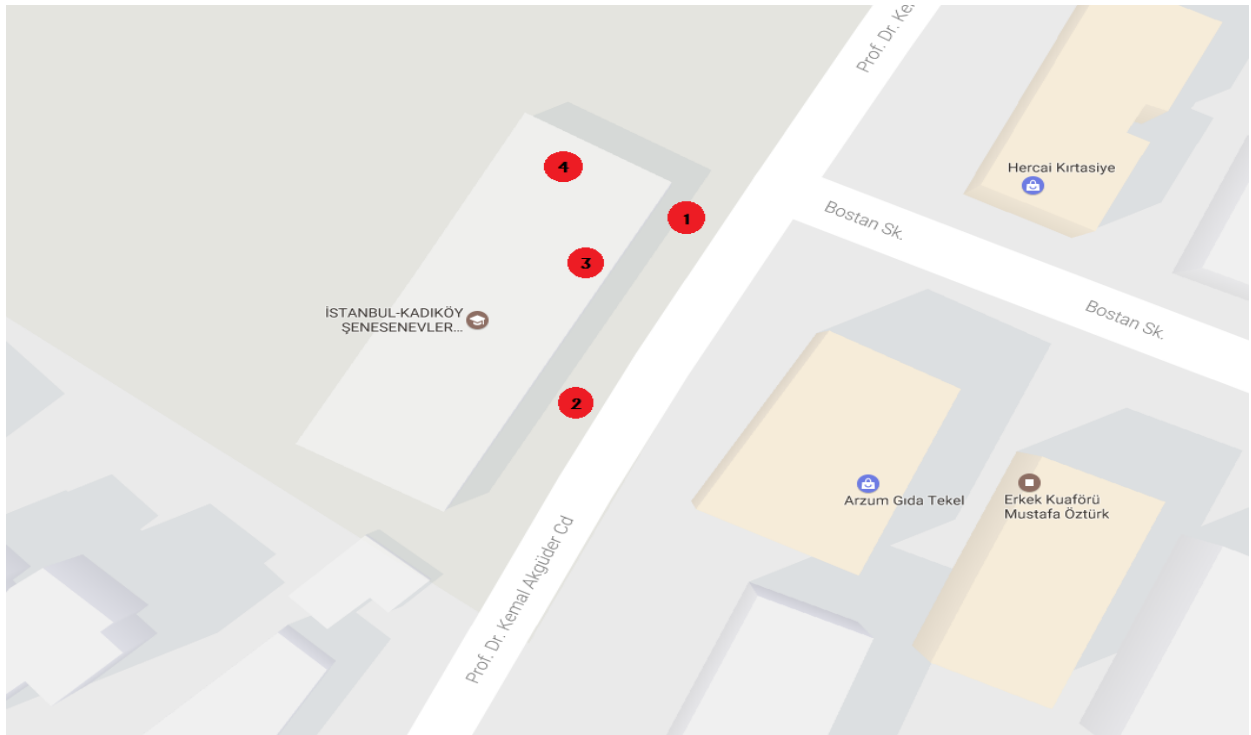 Prof. Dr. Ke
Hercai Kırtasiye
Bostan Sk.
4
1
3
İSTANBUL-KADIKÖY
ŞENESENEVLER...
Bostan Sk.
2
Arzum Gıda Tekel
Erkek Kuaförü
Mustafa Öztürk
Prof. Dr. Kemal Akgüder Cd